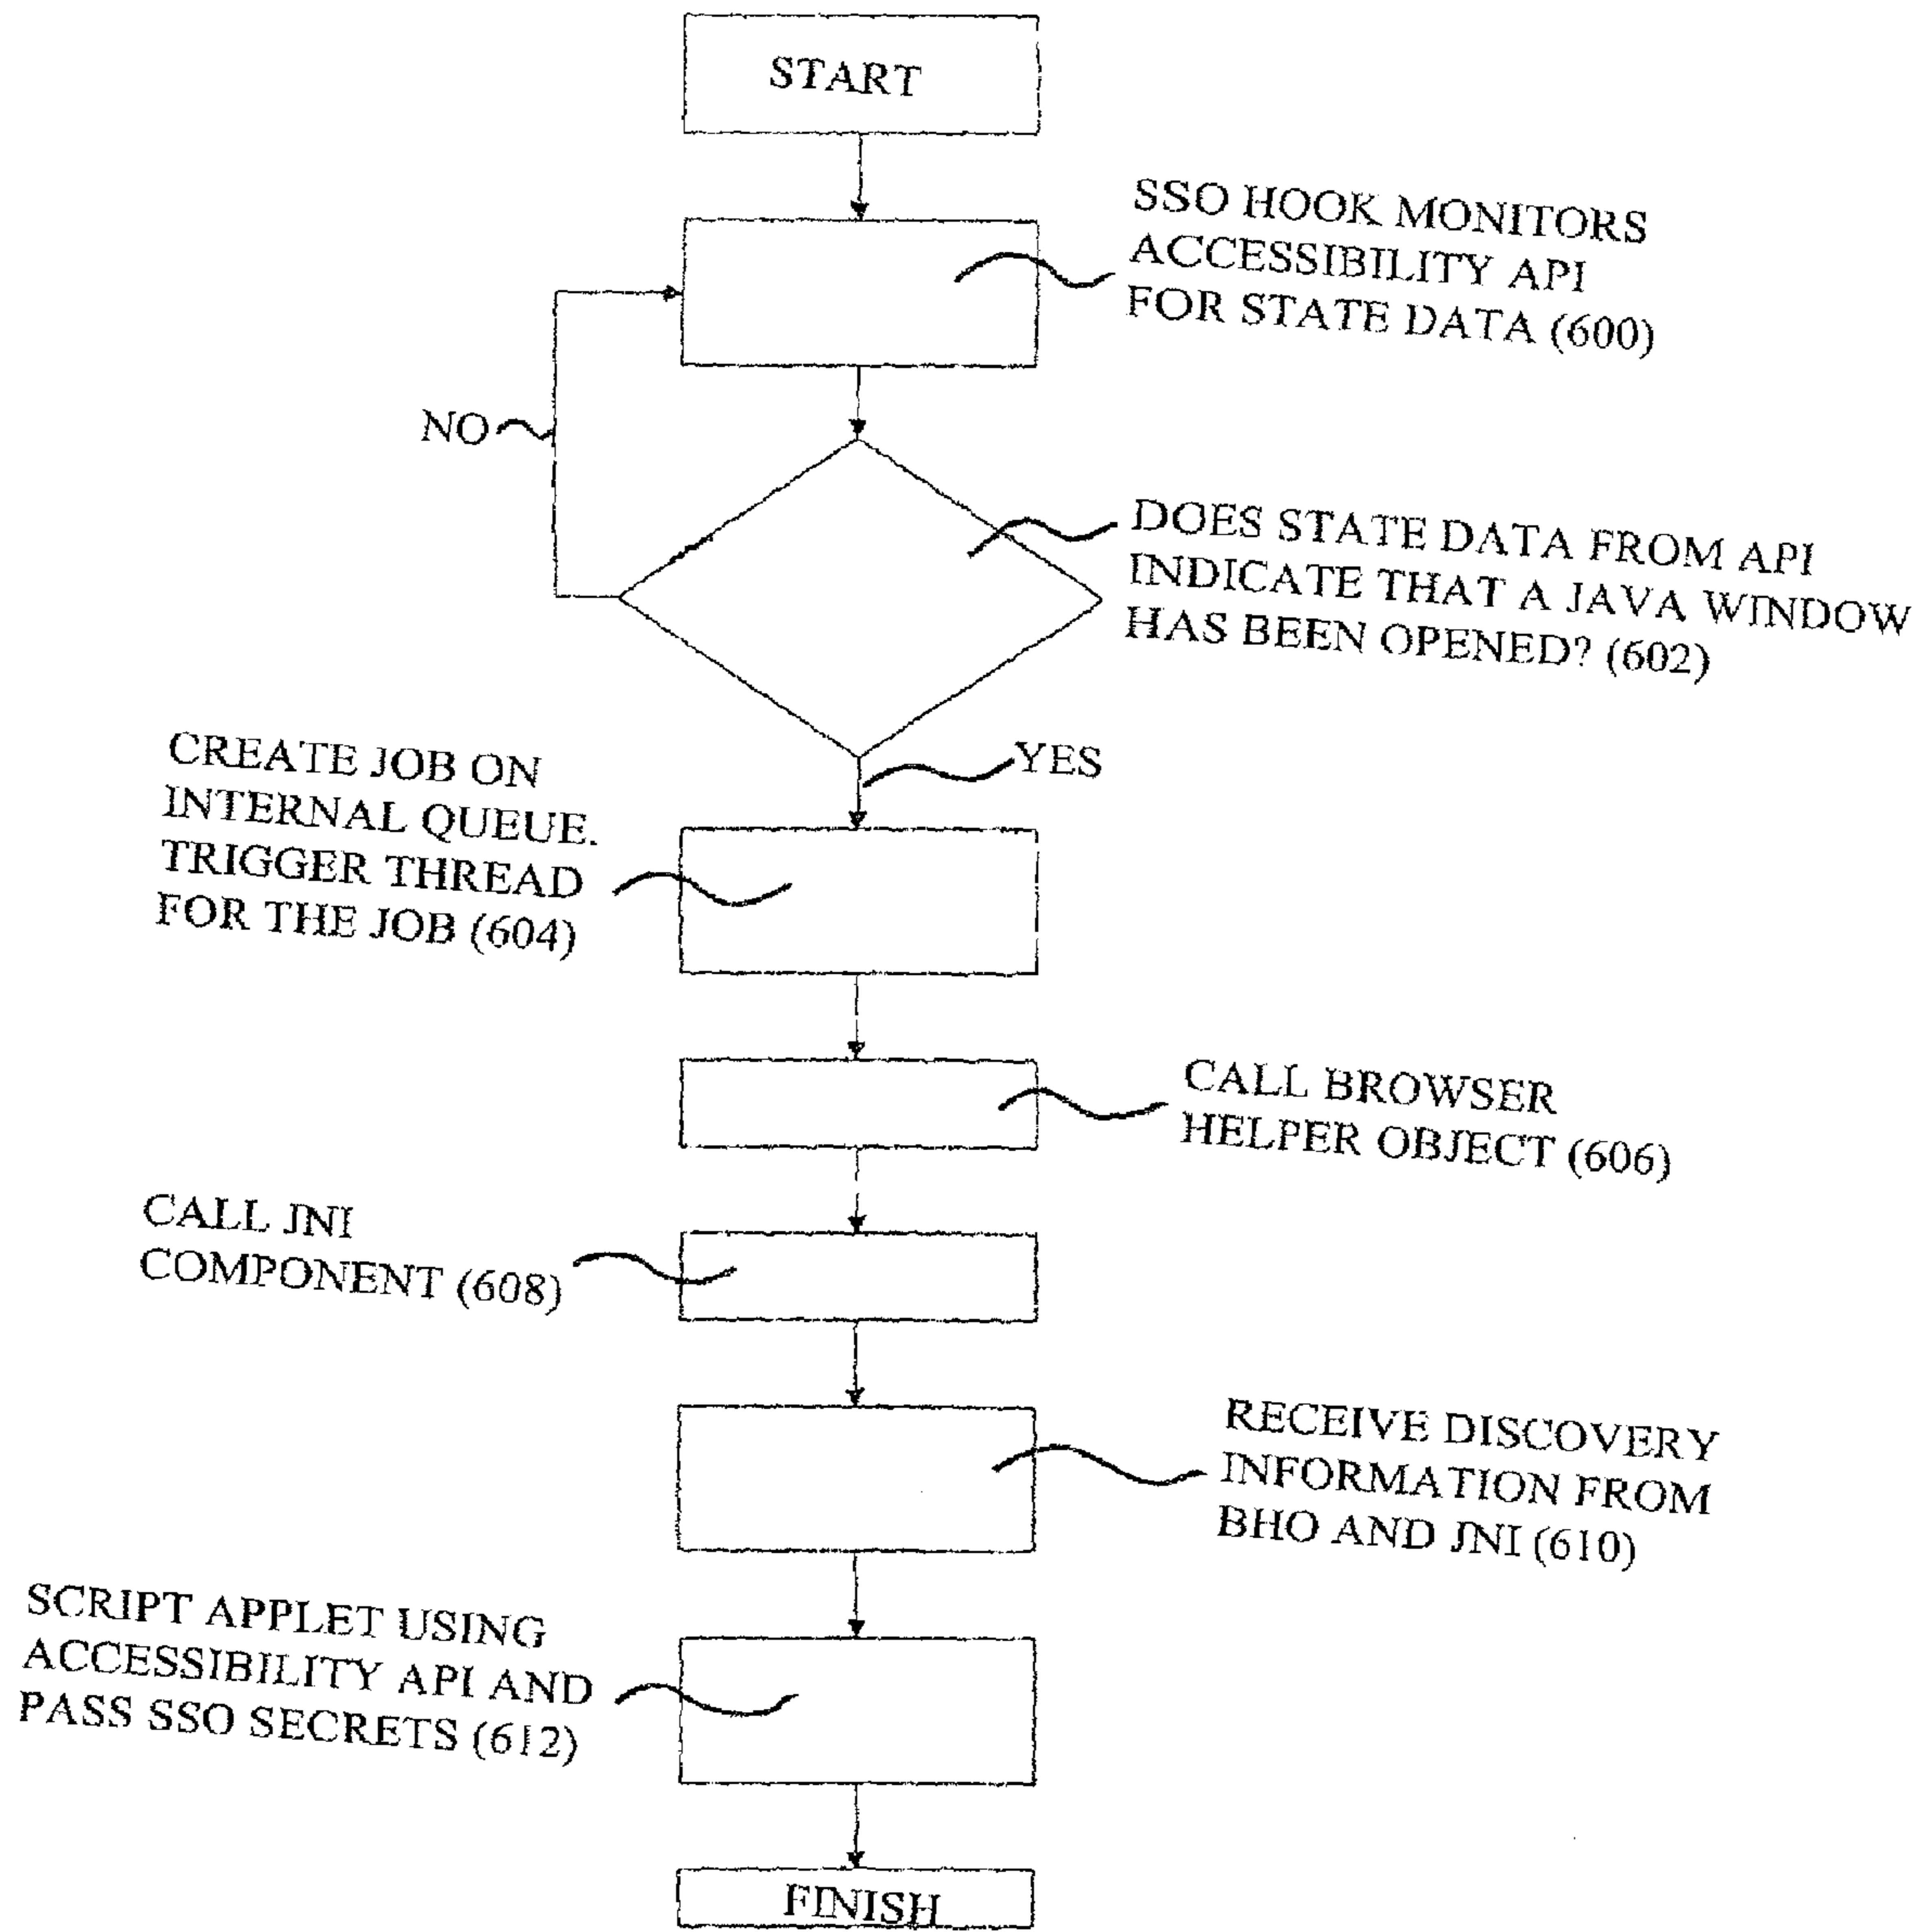 START
SSO HOOK MONITORS
ACCESSIBILITY API
FOR STATE DATA (600)
NO
DOES STATE DATA FROM API
INDICATE THAT A JAVA WINDOW
HAS BEEN OPENED? (602)
YES
CREATE JOB ON
INTERNAL QUEUE.
TRIGGER THREAD
FOR THE JOB (604)
CALL BROWSER
HELPER OBJECT (606)
CALL JNI
COMPONENT (608)
RECEIVE DISCOVERY
INFORMATION FROM
BHO AND JNI (610)
SCRIPT APPLET USING
ACCESSIBILITY API AND
PASS SSO SECRETS (612)
FINISH